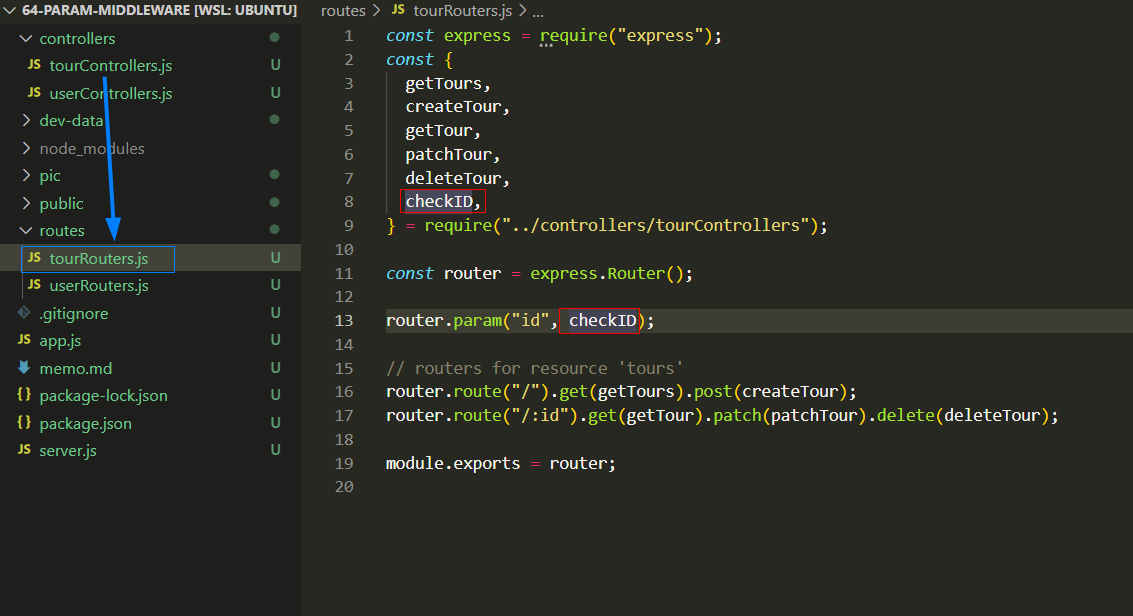 64-PARAM-MIDDLEWARE [WSL: UBUNTU]
controllers
JS tourControllers.js U
JS userControllers.js U
dev-data
node_modules
pic
public
routes
JS tourRouters.js U
JS userRouters.js U
.gitignore U
JS app.js U
memo.md U
{} package-lock.json U
{} package.json U
JS server.js U
routes > JS tourRouters.js > ...
1 const express = require("express");
2 const {
3 getTours,
4 createTour,
5 getTour,
6 patchTour,
7 deleteTour,
8 checkID,
9 } = require("../controllers/tourControllers");
10
11 const router = express.Router();
12
13 router.param("id", checkID);
14
15 // routers for resource 'tours'
16 router.route("/").get(getTours).post(createTour);
17 router.route("/:id").get(getTour).patch(patchTour).delete(deleteTour);
18
19 module.exports = router;
20